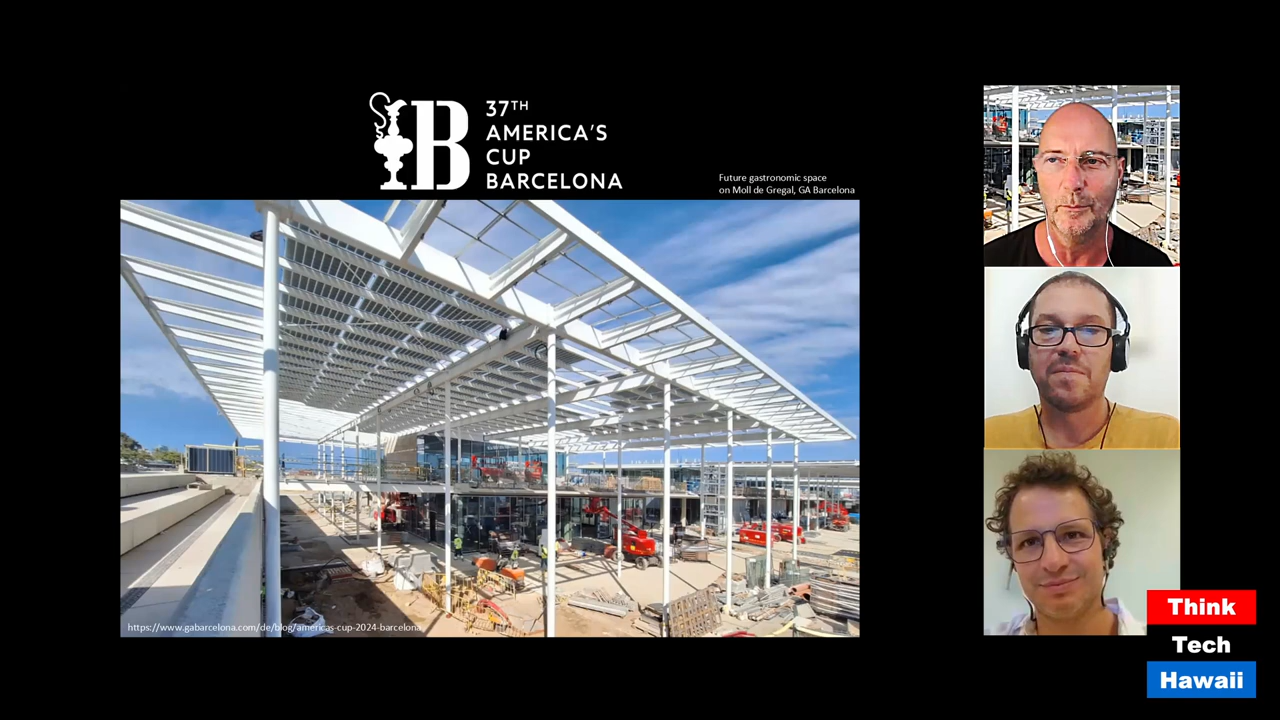 37TH
AMERICA'S
CUP
BARCELONA
B
Future gastronomic space
on Moll de Gregal, GA Barcelona
https://www.gabarcelona.com/de/blog/americas-cup-2024-barcelona
Think
Tech
Hawaii